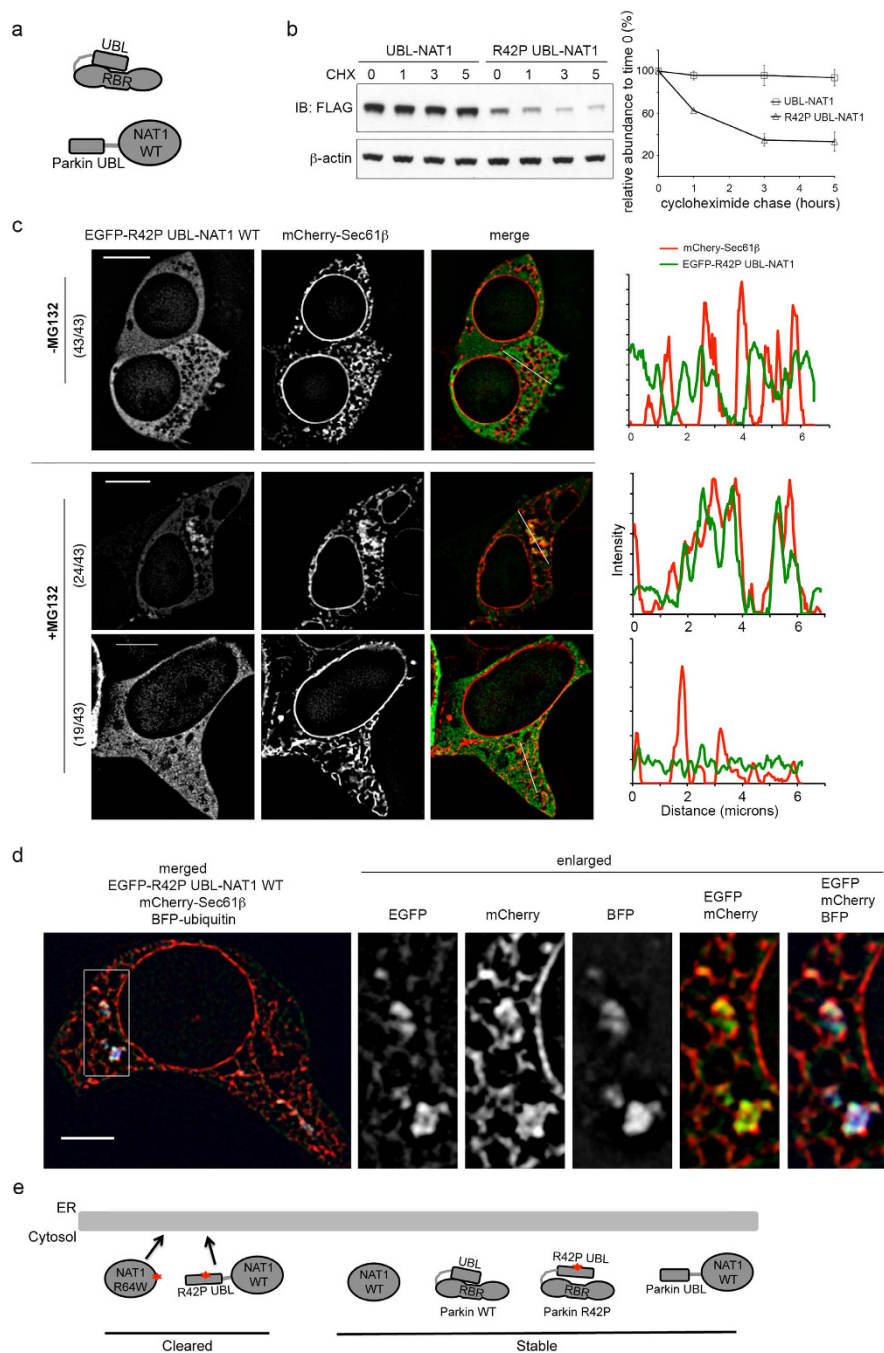 a
UBL
RBR
NAT1
WT
Parkin UBL
b
UBL-NAT1 R42P UBL-NAT1
CHX 0 1 3 5 0 1 3 5
IB: FLAG
β-actin
relative abundance to time 0 (%)
100
60
20
UBL-NAT1
R42P UBL-NAT1
0 1 2 3 4 5
cycloheximide chase (hours)
c
EGFP-R42P UBL-NAT1 WT mCherry-Sec61β merge
mChery-Sec61β
EGFP-R42P UBL-NAT1
-MG132
(43/43)
0 2 4 6
+MG132
(24/43)
Intensity
0 2 4 6
(19/43)
0 2 4 6
Distance (microns)
d
merged
EGFP-R42P UBL-NAT1 WT
mCherry-Sec61β
BFP-ubiquitin
enlarged
EGFP
mCherry
BFP
EGFP
mCherry
EGFP
mCherry
BFP
e
ER
Cytosol
NAT1
R64W
R42P UBL
NAT1
WT
NAT1
WT
UBL
RBR
Parkin WT
R42P UBL
RBR
Parkin R42P
Parkin UBL
NAT1
WT
Cleared
Stable